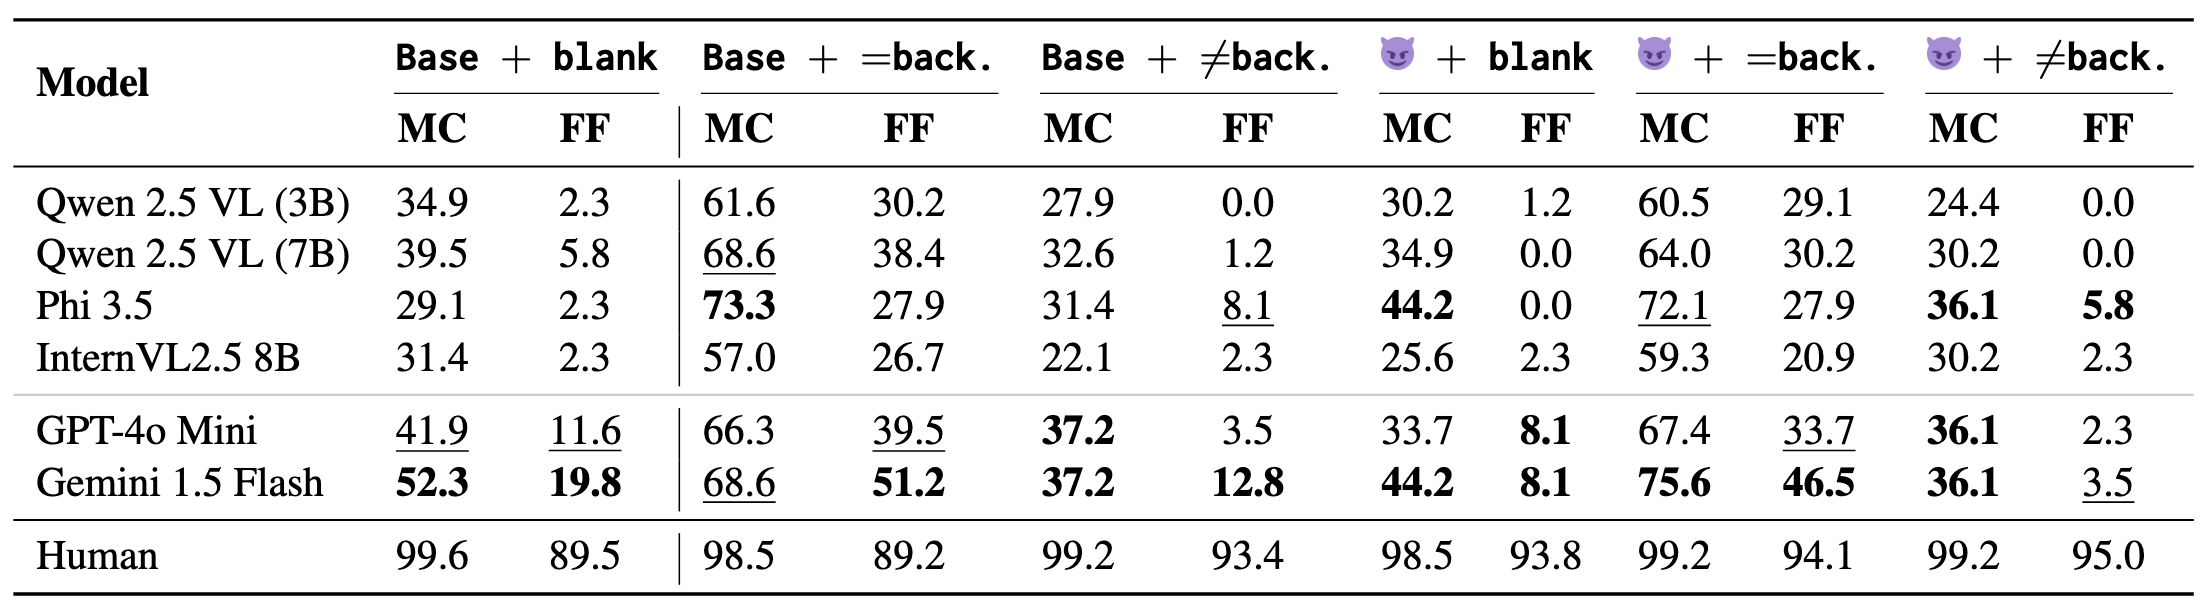 Model Base + blank Base + =back. Base + ≠back. 😈 + blank 😈 + =back. 😈 + ≠back.
MC FF MC FF MC FF MC FF MC FF MC FF
Qwen 2.5 VL (3B) 34.9 2.3 61.6 30.2 27.9 0.0 30.2 1.2 60.5 29.1 24.4 0.0
Qwen 2.5 VL (7B) 39.5 5.8 68.6 38.4 32.6 1.2 34.9 0.0 64.0 30.2 30.2 0.0
Phi 3.5 29.1 2.3 73.3 27.9 31.4 8.1 44.2 0.0 72.1 27.9 36.1 5.8
InternVL2.5 8B 31.4 2.3 57.0 26.7 22.1 2.3 25.6 2.3 59.3 20.9 30.2 2.3
GPT-4o Mini 41.9 11.6 66.3 39.5 37.2 3.5 33.7 8.1 67.4 33.7 36.1 2.3
Gemini 1.5 Flash 52.3 19.8 68.6 51.2 37.2 12.8 44.2 8.1 75.6 46.5 36.1 3.5
Human 99.6 89.5 98.5 89.2 99.2 93.4 98.5 93.8 99.2 94.1 99.2 95.0